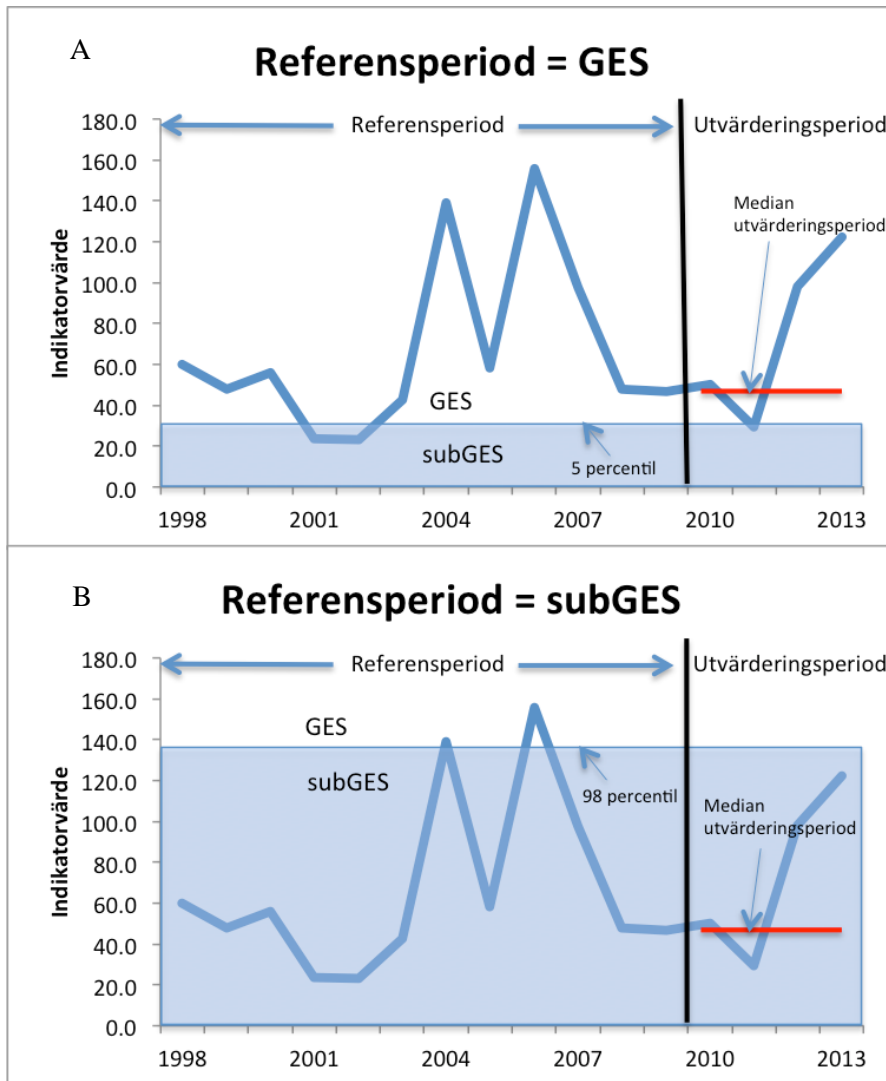 A
Referensperiod = GES
180.0
160.0
140.0
120.0
100.0
80.0
60.0
40.0
20.0
0.0
Indikatorvärde
Referensperiod
Utvärderingsperiod
Median
utvärderingsperiod
GES
subGES
5 percentil
1998 2001 2004 2007 2010 2013
B
Referensperiod = subGES
180.0
160.0
140.0
120.0
100.0
80.0
60.0
40.0
20.0
0.0
Indikatorvärde
Referensperiod
Utvärderingsperiod
GES
subGES
98 percentil
Median
utvärderingsperiod
1998 2001 2004 2007 2010 2013